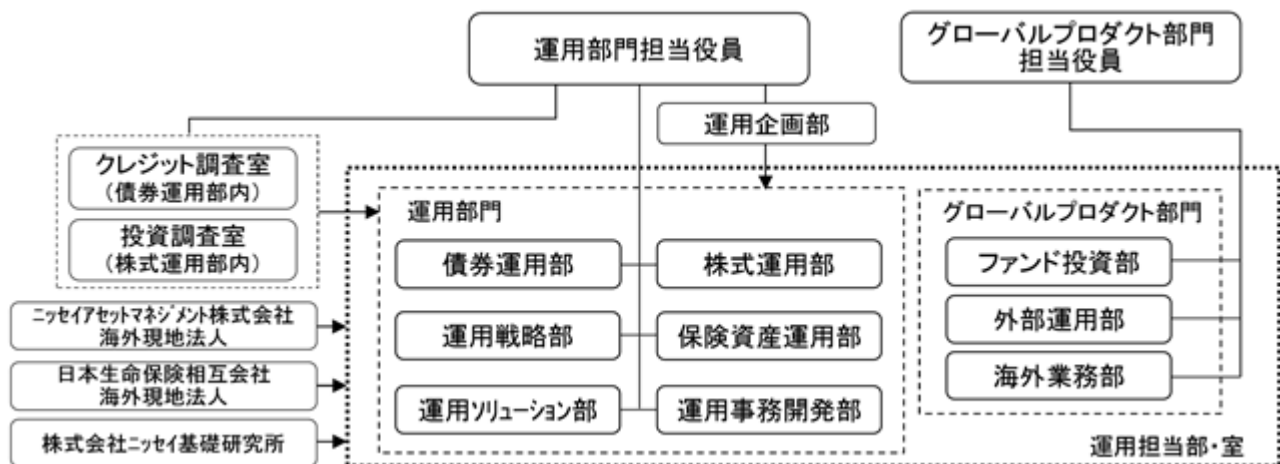 運用部門担当役員
グローバルプロダクト部門
担当役員
運用企画部
クレジット調査室
（債券運用部内）
投資調査室
（株式運用部内）
ニッセイアセットマネジメント株式会社
海外現地法人
日本生命保険相互会社
海外現地法人
株式会社ニッセイ基礎研究所
運用部門
債券運用部
株式運用部
運用戦略部
保険資産運用部
運用ソリューション部
運用事務開発部
グローバルプロダクト部門
ファンド投資部
外部運用部
海外業務部
運用担当部・室